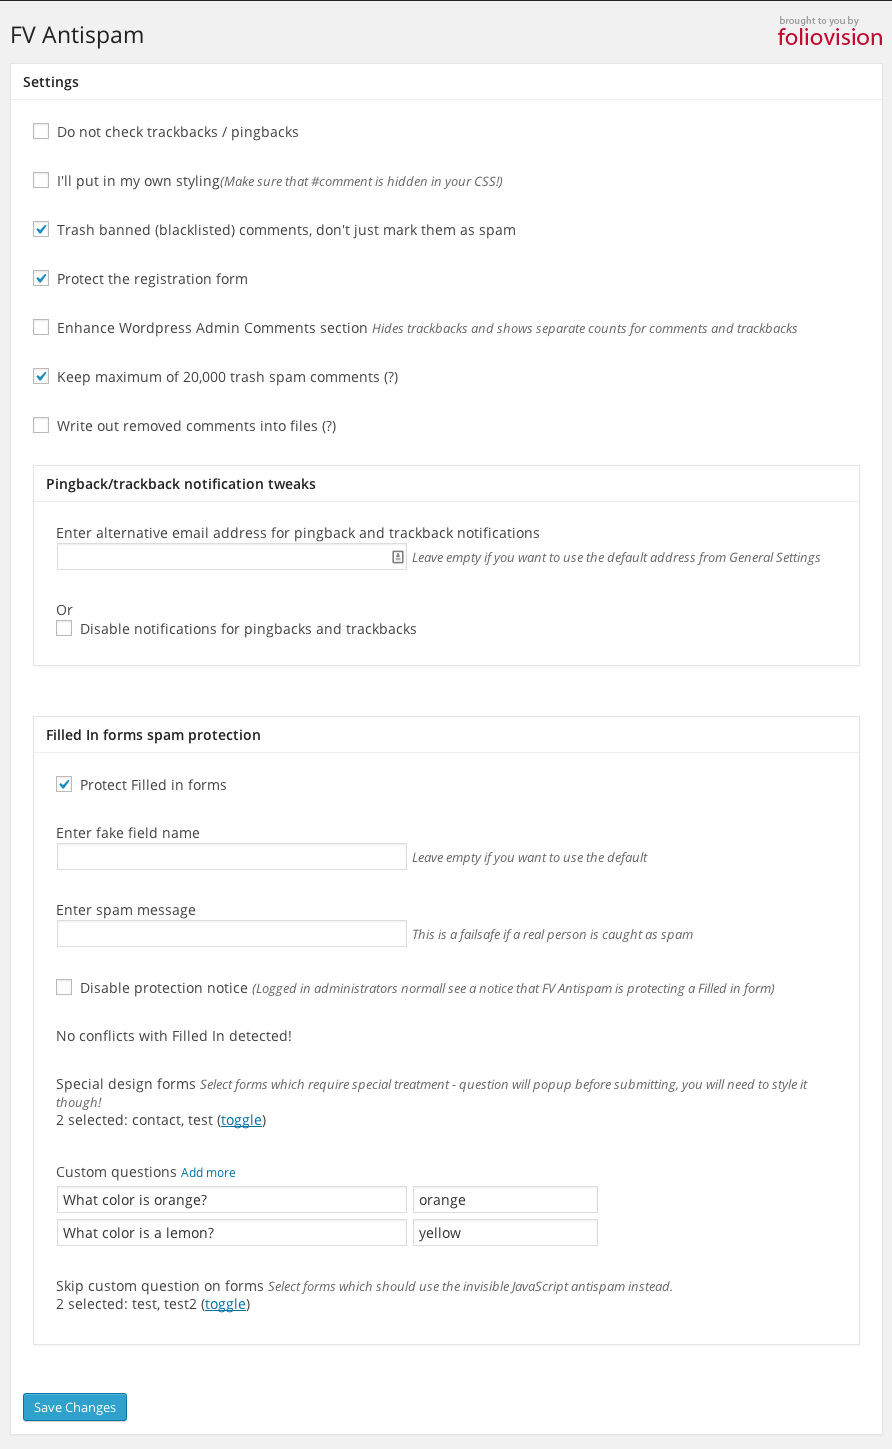 FV Antispam
brought to you by
foliovision
Settings
Do not check trackbacks / pingbacks
I'll put in my own styling(Make sure that #comment is hidden in your CSS!)
Trash banned (blacklisted) comments, don't just mark them as spam
Protect the registration form
Enhance Wordpress Admin Comments section Hides trackbacks and shows separate counts for comments and trackbacks
Keep maximum of 20,000 trash spam comments (?)
Write out removed comments into files (?)
Pingback/trackback notification tweaks
Enter alternative email address for pingback and trackback notifications
Leave empty if you want to use the default address from General Settings
Or
Disable notifications for pingbacks and trackbacks
Filled In forms spam protection
Protect Filled in forms
Enter fake field name
Leave empty if you want to use the default
Enter spam message
This is a failsafe if a real person is caught as spam
Disable protection notice (Logged in administrators normall see a notice that FV Antispam is protecting a Filled in form)
No conflicts with Filled In detected!
Special design forms Select forms which require special treatment - question will popup before submitting, you will need to style it
though!
2 selected: contact, test (toggle)
Custom questions Add more
What color is orange? orange
What color is a lemon? yellow
Skip custom question on forms Select forms which should use the invisible JavaScript antispam instead.
2 selected: test, test2 (toggle)
Save Changes